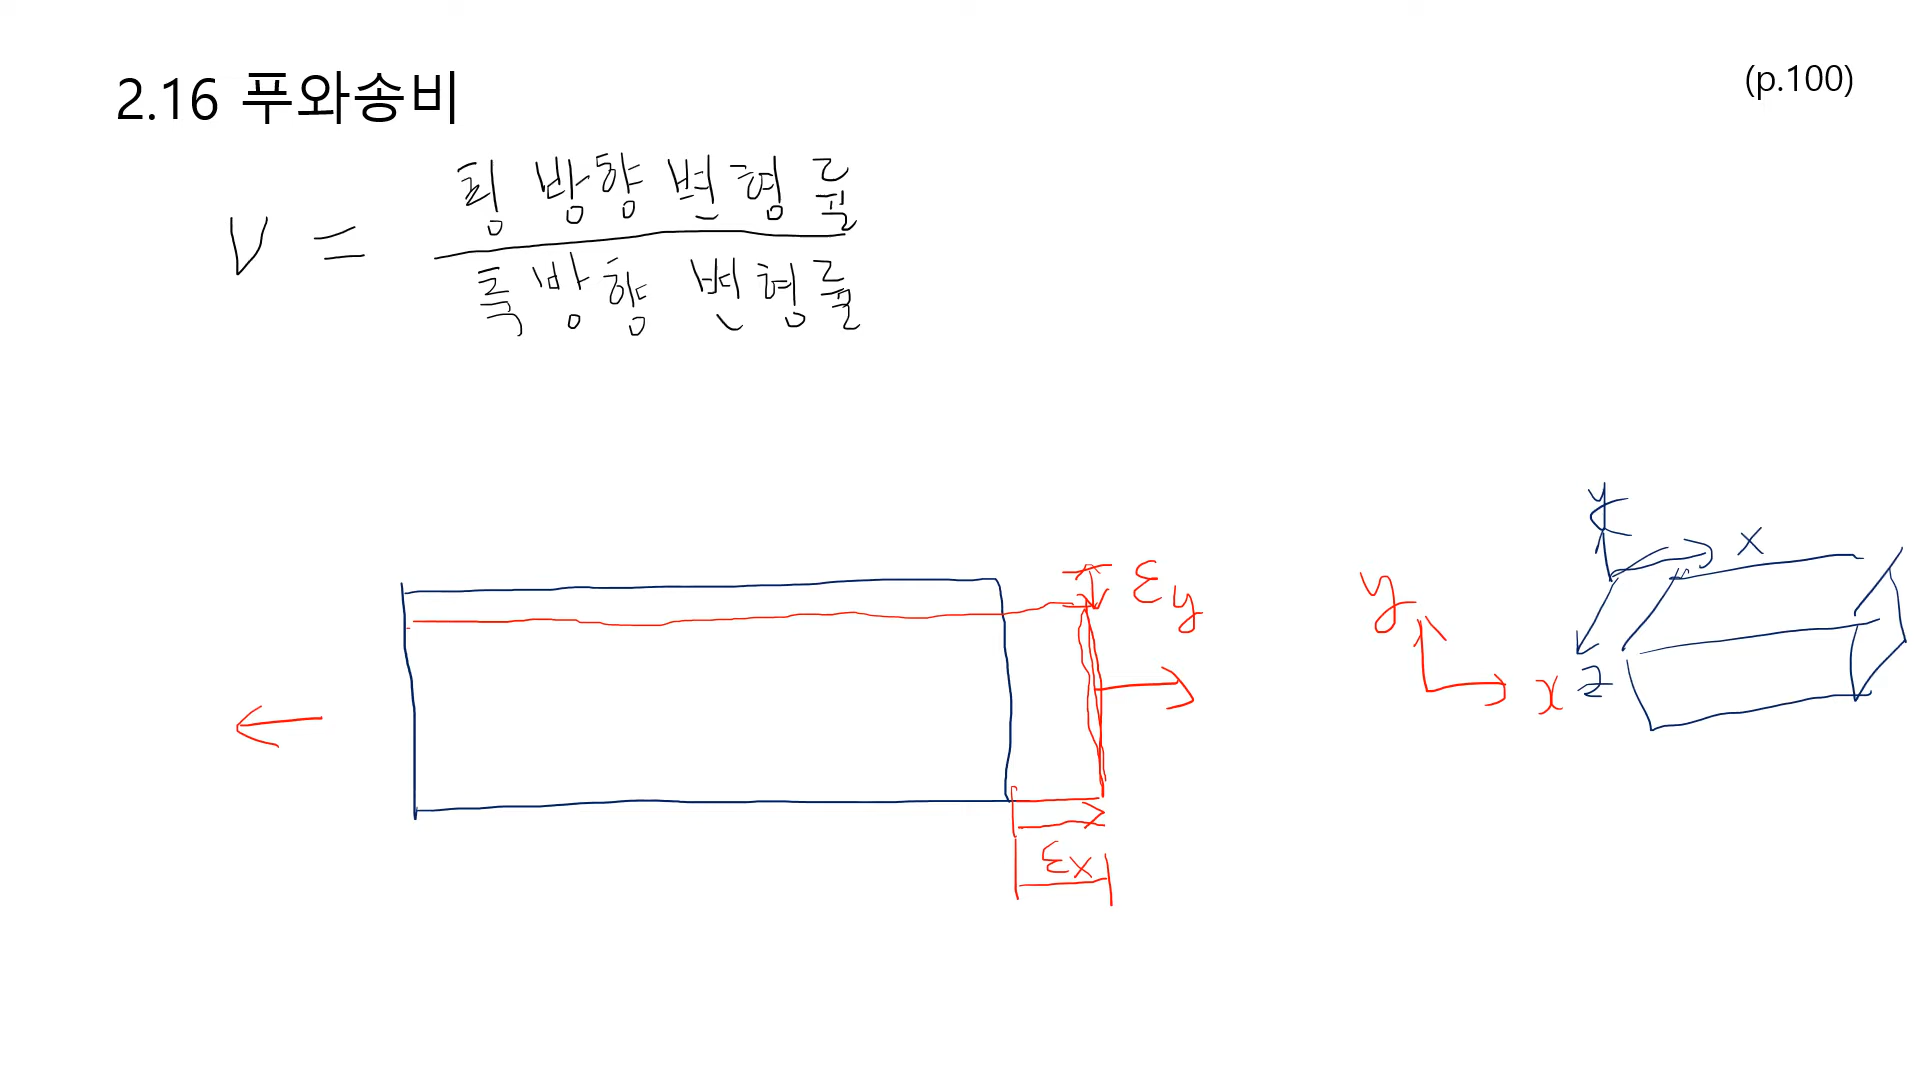 2.16 푸와송비
(p.100)
횡방향변형률
ν =
축방향 변형률
y
x
εy
y
x
z
εx